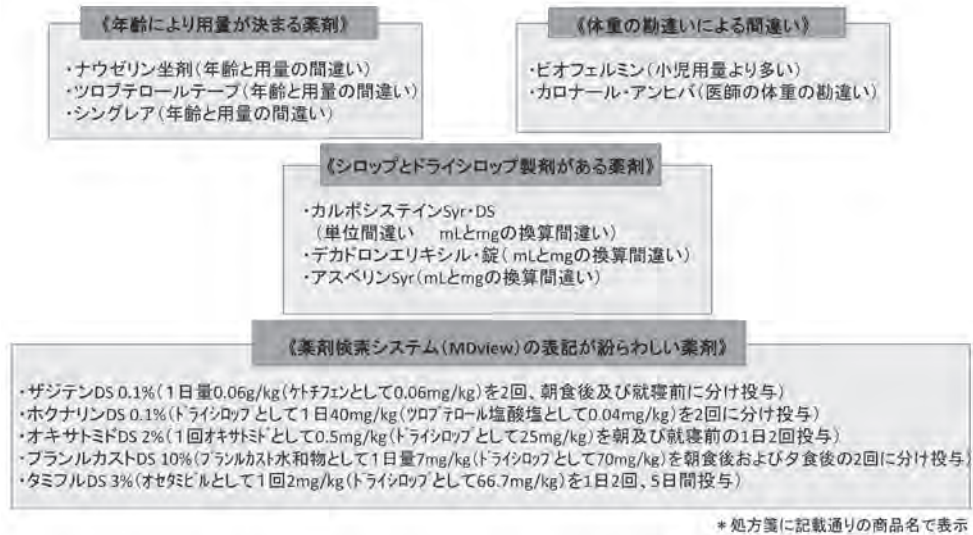 《年齢により用量が決まる薬剤》
・ナウゼリン坐剤(年齢と用量の間違い)
・ツロブテロールテープ(年齢と用量の間違い)
・シングレア(年齢と用量の間違い)
《体重の勘違いによる間違い》
・ビオフェルミン(小児用量より多い)
・カロナール・アンヒバ(医師の体重の勘違い)
《シロップとドライシロップ製剤がある薬剤》
・カルボシステインSyr・DS
(単位間違い　mLとmgの換算間違い)
・デカドロンエリキシル・錠( mLとmgの換算間違い)
・アスベリンSyr(mLとmgの換算間違い)
《薬剤検索システム(MDview)の表記が紛らわしい薬剤》
・ザジテンDS 0.1%(1日量0.06g/kg(ケトチフェンとして0.06mg/kg)を2回、朝食後及び就寝前に分け投与)
・ホクナリンDS 0.1%(ドライシロップとして1日40mg/kg(ツロブテロール塩酸塩として0.04mg/kg)を2回に分け投与)
・オキサトミドDS 2%(1回オキサトミドとして0.5mg/kg(ドライシロップとして25mg/kg)を朝及び就寝前の1日2回投与)
・プランルカストDS 10%(プランルカスト水和物として1日量7mg/kg(ドライシロップとして70mg/kg)を朝食後および夕食後の2回に分け投与)
・タミフルDS 3%(オセタミビルとして1回2mg/kg(ドライシロップとして66.7mg/kg)を1日2回、5日間投与)
＊処方箋に記載通りの商品名で表示